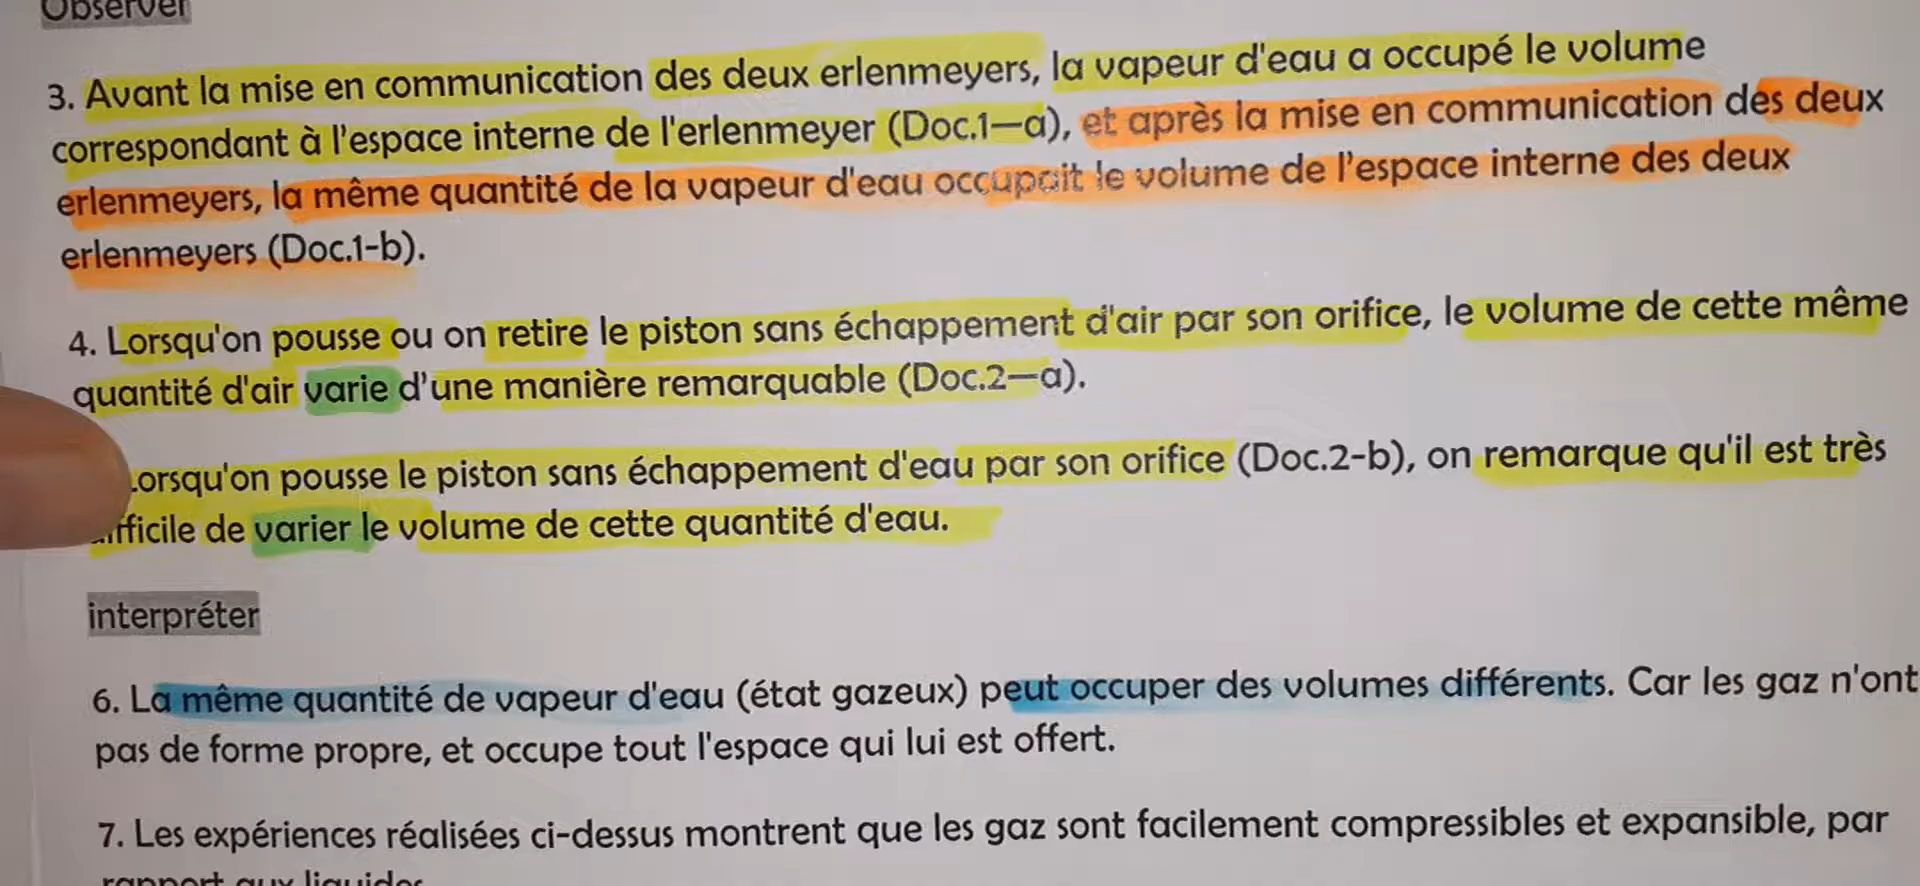 Observer
3. Avant la mise en communication des deux erlenmeyers, la vapeur d'eau a occupé le volume
correspondant à l'espace interne de l'erlenmeyer (Doc.1—a), et après la mise en communication des deux
erlenmeyers, la même quantité de la vapeur d'eau occupait le volume de l'espace interne des deux
erlenmeyers (Doc.1-b).
4. Lorsqu'on pousse ou on retire le piston sans échappement d'air par son orifice, le volume de cette même
quantité d'air varie d'une manière remarquable (Doc.2—a).
pousse le piston sans échappement d'eau par son orifice (Doc.2-b), on remarque qu'il est très
de varier le volume de cette quantité d'eau.
interpréter
6. La même quantité de vapeur d'eau (état gazeux) peut occuper des volumes différents. Car les gaz n'ont
pas de forme propre, et occupe tout l'espace qui lui est offert.
7. Les expériences réalisées ci-dessus montrent que les gaz sont facilement compressibles et expansible, par
rapport aux liquides